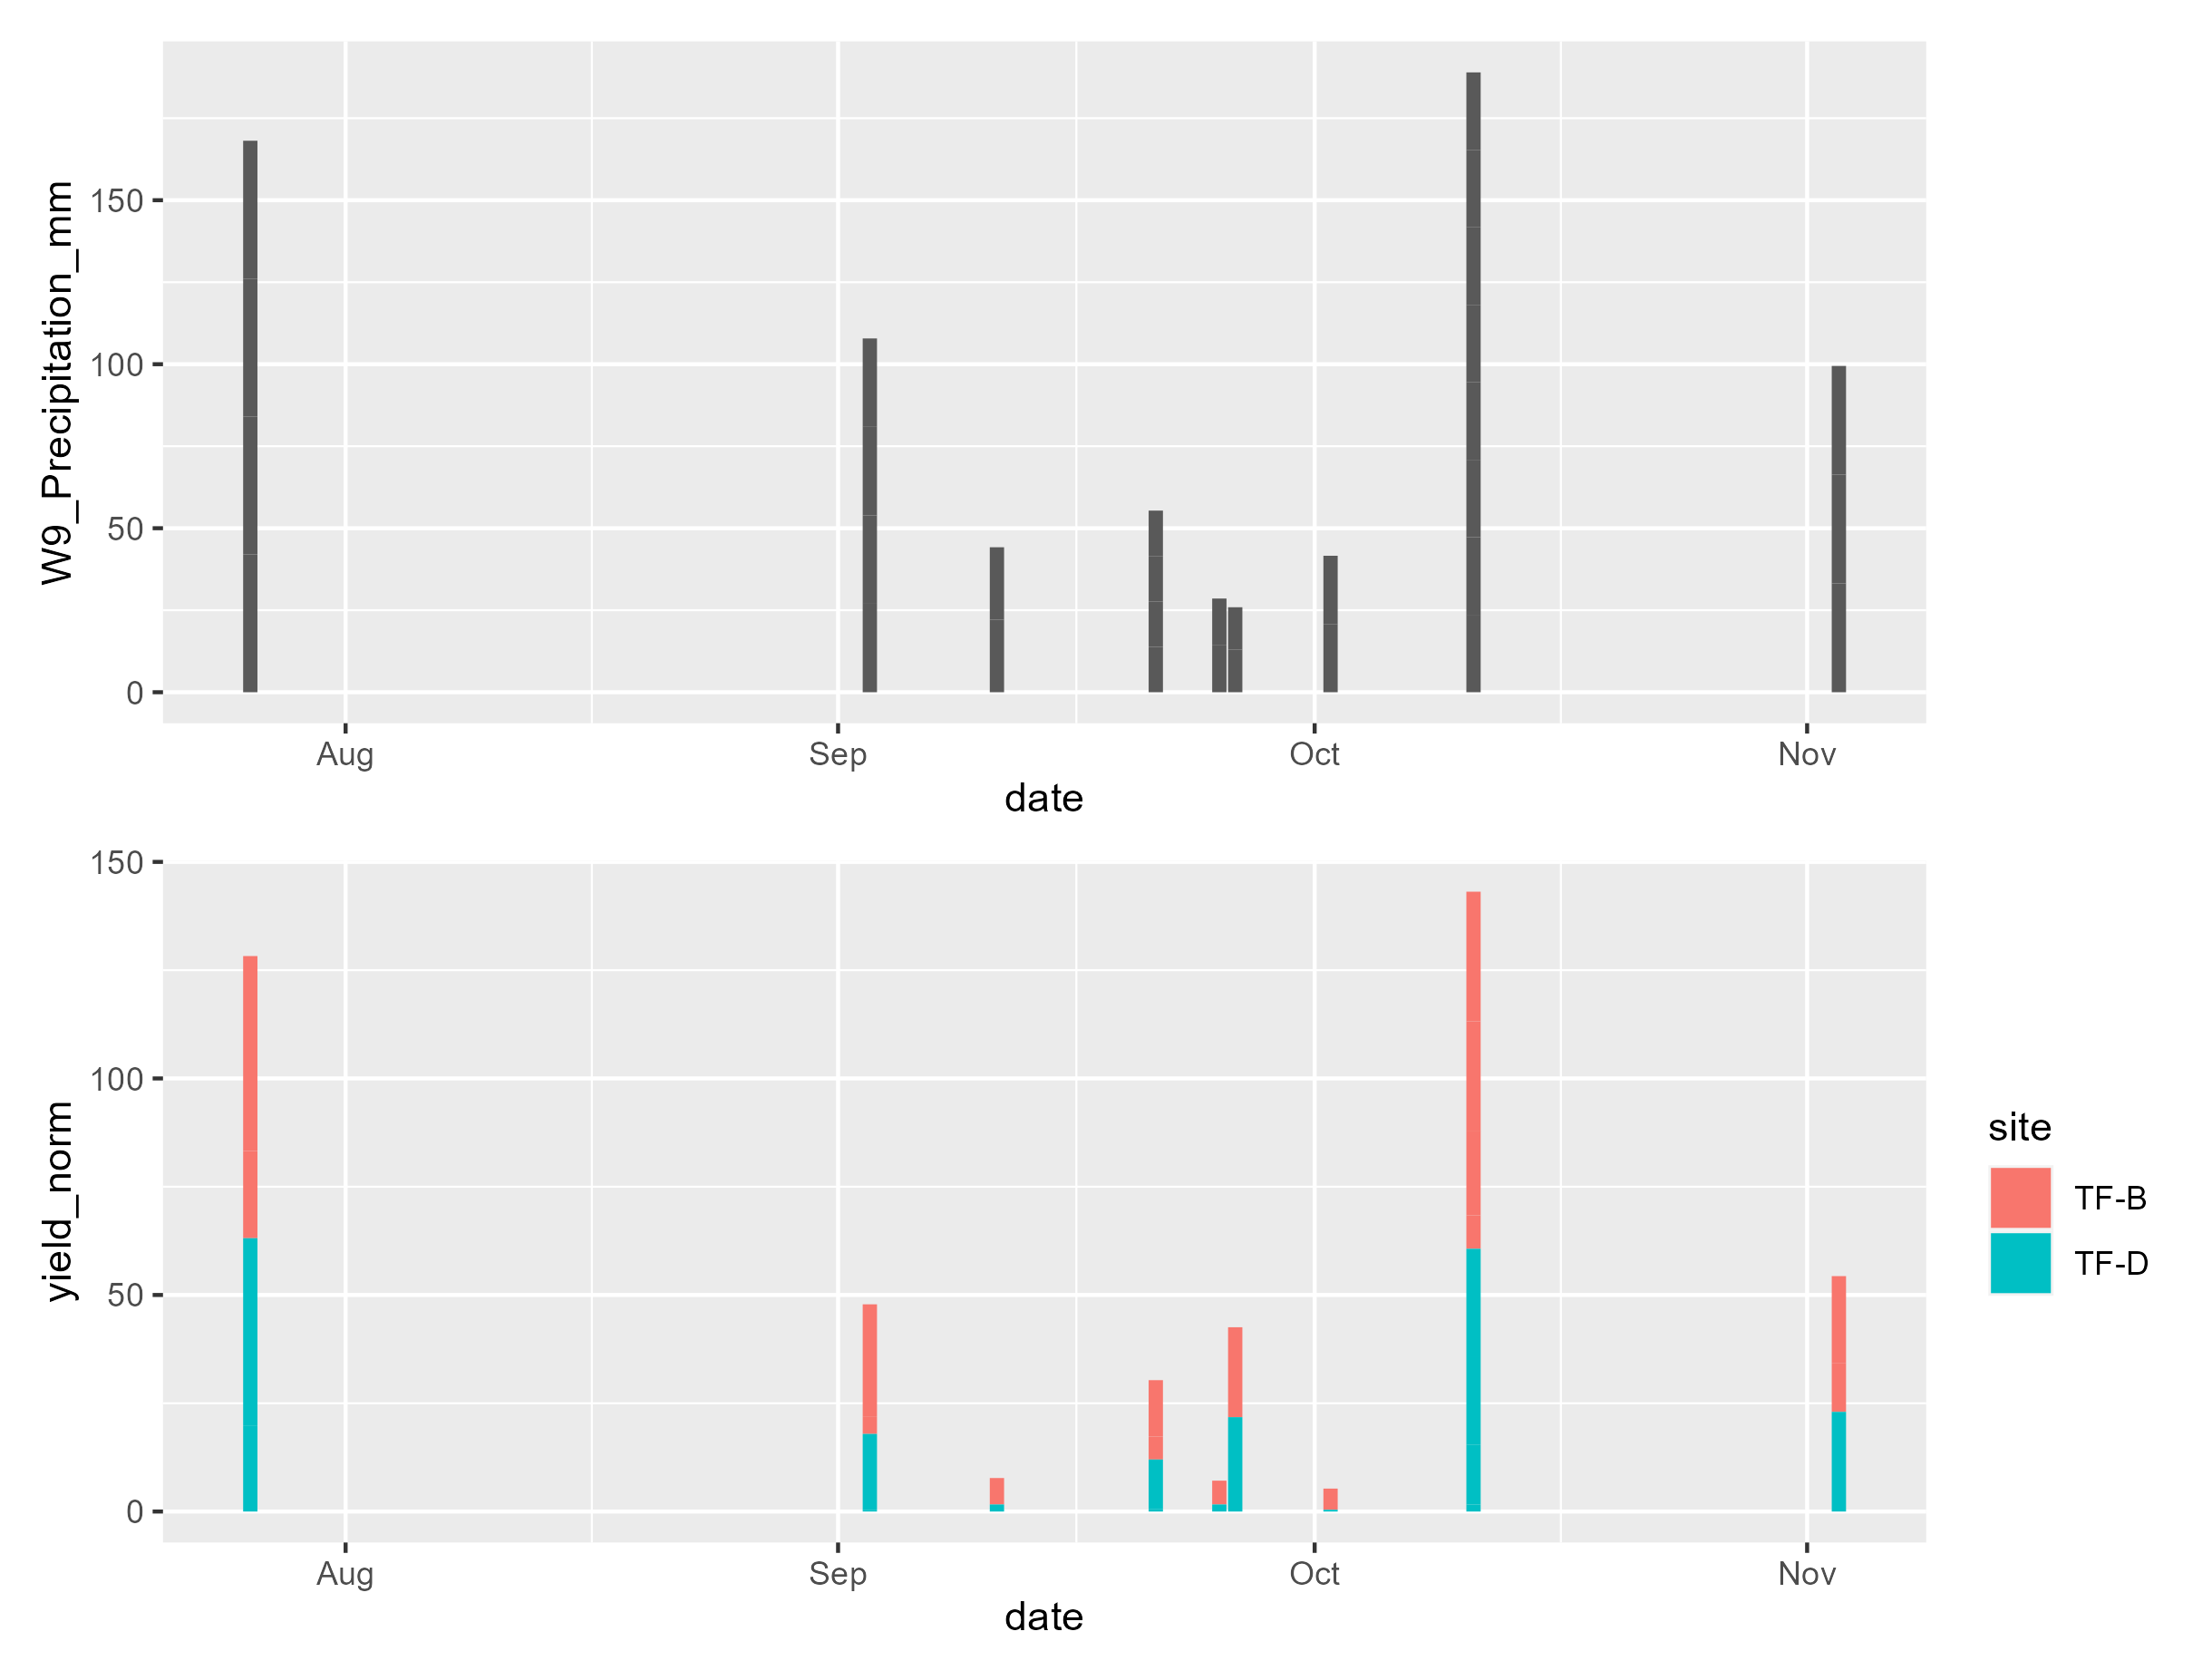 W9_Precipitation_mm
150
100
50
0
Aug Sep Oct Nov
date
yield_norm
150
100
50
0
Aug Sep Oct Nov
date
site
TF-B
TF-D